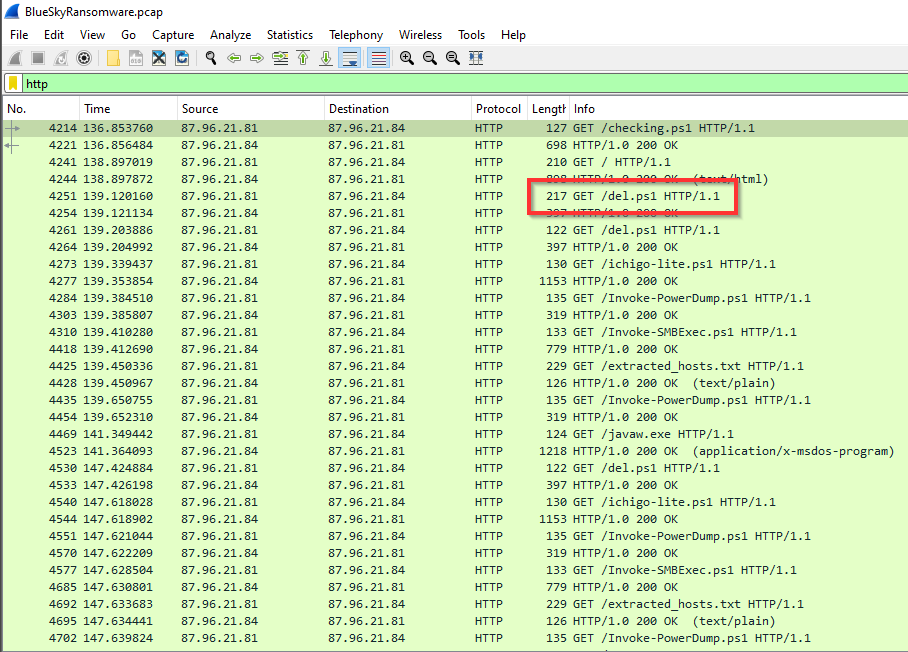 BlueSkyRansomware.pcap
File Edit View Go Capture Analyze Statistics Telephony Wireless Tools Help
http
No. Time Source Destination Protocol Length Info
4214 136.853760 87.96.21.81 87.96.21.84 HTTP 127 GET /checking.ps1 HTTP/1.1
4221 136.856484 87.96.21.84 87.96.21.81 HTTP 698 HTTP/1.0 200 OK
4241 138.897019 87.96.21.81 87.96.21.84 HTTP 210 GET / HTTP/1.1
4244 138.897872 87.96.21.84 87.96.21.81 HTTP 808 HTTP/1.0 200 OK (text/html)
4251 139.120160 87.96.21.81 87.96.21.84 HTTP 217 GET /del.ps1 HTTP/1.1
4254 139.121134 87.96.21.84 87.96.21.81 HTTP 397 HTTP/1.0 200 OK
4261 139.203886 87.96.21.81 87.96.21.84 HTTP 122 GET /del.ps1 HTTP/1.1
4264 139.204992 87.96.21.84 87.96.21.81 HTTP 397 HTTP/1.0 200 OK
4273 139.339437 87.96.21.81 87.96.21.84 HTTP 130 GET /ichigo-lite.ps1 HTTP/1.1
4277 139.353854 87.96.21.84 87.96.21.81 HTTP 1153 HTTP/1.0 200 OK
4284 139.384510 87.96.21.81 87.96.21.84 HTTP 135 GET /Invoke-PowerDump.ps1 HTTP/1.1
4303 139.385807 87.96.21.84 87.96.21.81 HTTP 319 HTTP/1.0 200 OK
4310 139.410280 87.96.21.81 87.96.21.84 HTTP 133 GET /Invoke-SMBExec.ps1 HTTP/1.1
4418 139.412690 87.96.21.84 87.96.21.81 HTTP 779 HTTP/1.0 200 OK
4425 139.450336 87.96.21.81 87.96.21.84 HTTP 229 GET /extracted_hosts.txt HTTP/1.1
4428 139.450967 87.96.21.84 87.96.21.81 HTTP 126 HTTP/1.0 200 OK (text/plain)
4435 139.650755 87.96.21.81 87.96.21.84 HTTP 135 GET /Invoke-PowerDump.ps1 HTTP/1.1
4454 139.652310 87.96.21.84 87.96.21.81 HTTP 319 HTTP/1.0 200 OK
4469 141.349442 87.96.21.81 87.96.21.84 HTTP 124 GET /javaw.exe HTTP/1.1
4523 141.364093 87.96.21.84 87.96.21.81 HTTP 1218 HTTP/1.0 200 OK (application/x-msdos-program)
4530 147.424884 87.96.21.81 87.96.21.84 HTTP 122 GET /del.ps1 HTTP/1.1
4533 147.426198 87.96.21.84 87.96.21.81 HTTP 397 HTTP/1.0 200 OK
4540 147.618028 87.96.21.81 87.96.21.84 HTTP 130 GET /ichigo-lite.ps1 HTTP/1.1
4544 147.618902 87.96.21.84 87.96.21.81 HTTP 1153 HTTP/1.0 200 OK
4551 147.621044 87.96.21.81 87.96.21.84 HTTP 135 GET /Invoke-PowerDump.ps1 HTTP/1.1
4570 147.622209 87.96.21.84 87.96.21.81 HTTP 319 HTTP/1.0 200 OK
4577 147.628504 87.96.21.81 87.96.21.84 HTTP 133 GET /Invoke-SMBExec.ps1 HTTP/1.1
4685 147.630801 87.96.21.84 87.96.21.81 HTTP 779 HTTP/1.0 200 OK
4692 147.633683 87.96.21.81 87.96.21.84 HTTP 229 GET /extracted_hosts.txt HTTP/1.1
4695 147.634441 87.96.21.84 87.96.21.81 HTTP 126 HTTP/1.0 200 OK (text/plain)
4702 147.639824 87.96.21.81 87.96.21.84 HTTP 135 GET /Invoke-PowerDump.ps1 HTTP/1.1